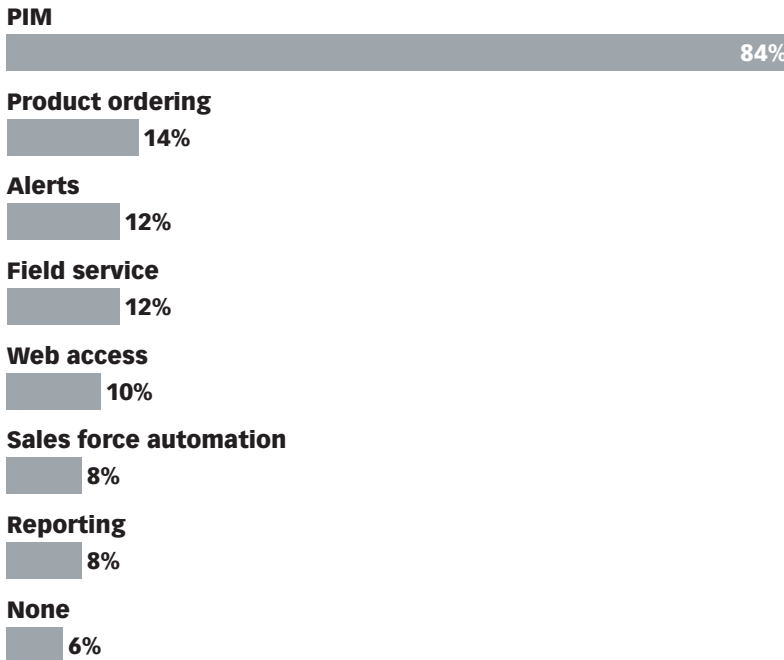 PIM
84%
Product ordering
14%
Alerts
12%
Field service
12%
Web access
10%
Sales force automation
8%
Reporting
8%
None
6%